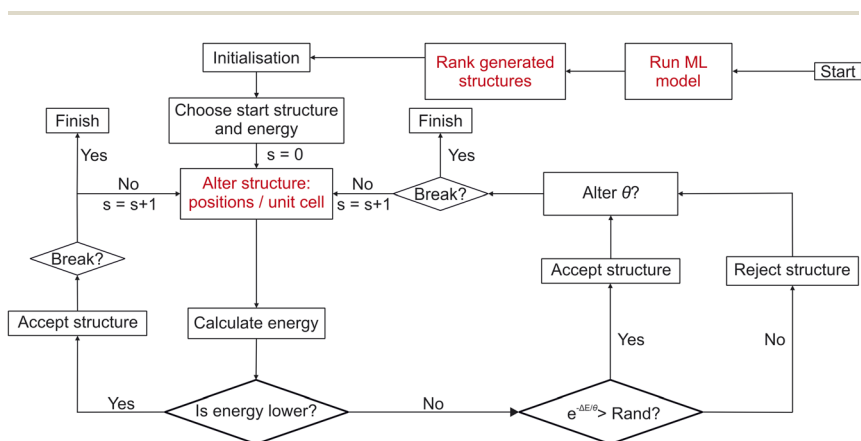 Initialisation
Rank generated
structures
Run ML
model
Start
Choose start structure
and energy
Finish
Finish
Yes
s = 0
Yes
No
s = s+1
Alter structure:
positions / unit cell
No
s = s+1
Break?
Alter θ?
Break?
Accept structure
Reject structure
Accept structure
Calculate energy
Yes
No
Yes
Is energy lower?
No
e-ΔE/θ> Rand?